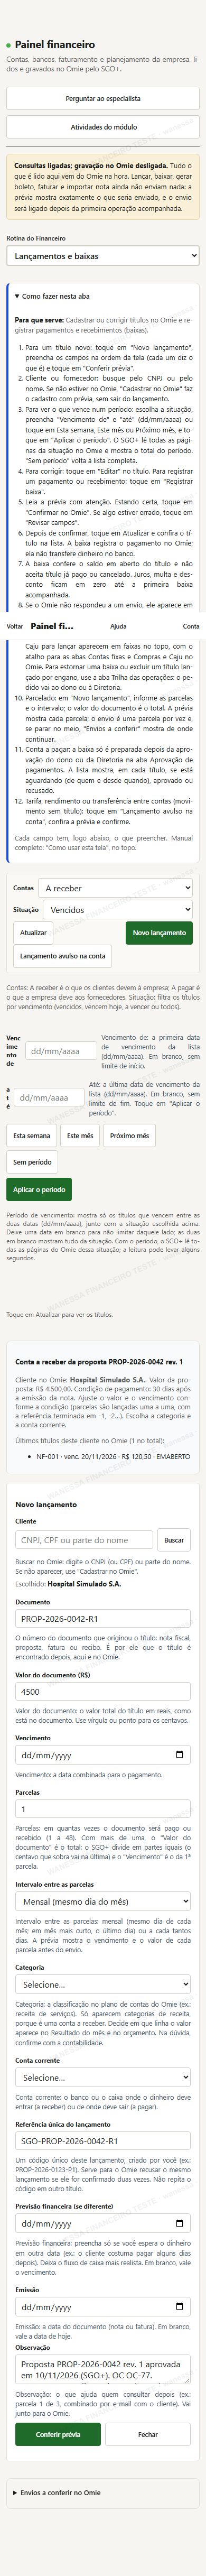 Painel financeiro
Contas, bancos, faturamento e planejamento da empresa, li-
dos e gravados no Omie pelo SGO+.
Perguntar ao especialista
Atividades do módulo
Consultas ligadas; gravação no Omie desligada. Tudo o
que é lido aqui vem do Omie na hora. Lançar, baixar, gerar
boleto, faturar e importar nota ainda não enviam nada: a
prévia mostra exatamente o que seria enviado, e o envio
será ligado depois da primeira operação acompanhada.
Rotina do Financeiro
Lançamentos e baixas
▼ Como fazer nesta aba
Para que serve: Cadastrar ou corrigir títulos no Omie e re-
gistrar pagamentos e recebimentos (baixas).
1. Para um título novo: toque em "Novo lançamento",
preencha os campos na ordem da tela (cada um diz o
que é) e toque em "Conferir prévia".
2. Cliente ou fornecedor: busque pelo CNPJ ou pelo
nome. Se não estiver no Omie, "Cadastrar no Omie" faz
o cadastro com prévia, sem sair do lançamento.
3. Para ver o que vence num período: escolha a situação,
preencha "Vencimento de" e "até" (dd/mm/aaaa) ou
toque em Esta semana, Este mês ou Próximo mês, e to-
que em "Aplicar o período". O SGO+ lê todas as pági-
nas da situação no Omie e mostra o total do período.
"Sem período" volta à lista completa.
4. Para corrigir: toque em "Editar" no título. Para registrar
um pagamento ou recebimento: toque em "Registrar
baixa".
5. Leia a prévia com atenção. Estando certa, toque em
"Confirmar no Omie". Se algo estiver errado, toque em
"Revisar campos".
6. Depois de confirmar, toque em Atualizar e confira o tí-
tulo na lista. A baixa registra o pagamento no Omie;
ela não transfere dinheiro no banco.
7. A baixa confere o saldo em aberto do título e não
aceita título já pago ou cancelado. Juros, multa e des-
conto ficam em zero até a primeira baixa
acompanhada.
8. Se o Omie não respondeu a um envio, ele aparece em
Voltar Painel fi... Ajuda Conta
Caju para lançar aparecem em faixas no topo, com o
atalho para as abas Contas fixas e Compras e Caju no
Omie. Para estornar uma baixa ou excluir um título lan-
çado por engano, use a aba Trilha das operações: o pe-
dido vai ao dono ou à Diretoria.
10. Parcelado: em "Novo lançamento", informe as parcelas
e o intervalo; o valor do documento é o total. A prévia
mostra cada parcela; o envio é uma parcela por vez e,
se parar no meio, "Envios a conferir" mostra de onde
continuar.
11. Conta a pagar: a baixa só é preparada depois da apro-
vação do dono ou da Diretoria na aba Aprovação de
pagamentos. A lista mostra, em cada título, se está
aguardando (de quem e desde quando), aprovado ou
recusado.
12. Tarifa, rendimento ou transferência entre contas (movi-
mento sem título): toque em "Lançamento avulso na
conta", confira a prévia e confirme.
Cada campo tem, logo abaixo, o que preencher. Manual
completo: "Como usar esta tela", no topo.
Contas A receber
Situação Vencidos
Atualizar Novo lançamento
Lançamento avulso na conta
Contas: A receber é o que os clientes devem à empresa; A pagar é o
que a empresa deve aos fornecedores. Situação: filtra os títulos
por vencimento (vencidos, vencem hoje, a vencer ou todos).
Venc
ime
nto
de
dd/mm/aaaa
Vencimento de: a primeira data
de vencimento da lista
(dd/mm/aaaa). Em branco, sem
limite de início.
a
t
é
dd/mm/aaaa
Até: a última data de vencimento
da lista (dd/mm/aaaa). Em branco,
sem limite de fim. Toque em "Aplicar o
período".
Esta semana Este mês Próximo mês
Sem período
Aplicar o período
Período de vencimento: mostra só os títulos que vencem entre as
duas datas (dd/mm/aaaa), junto com a situação escolhida acima.
Deixe uma data em branco para não limitar daquele lado; as duas
em branco mostram tudo da situação. Com o período, o SGO+ lê to-
das as páginas do Omie dessa situação; a leitura pode levar alguns
segundos.
Toque em Atualizar para ver os títulos.
Conta a receber da proposta PROP-2026-0042 rev. 1
Cliente no Omie: Hospital Simulado S.A.. Valor da pro-
posta: R$ 4.500,00. Condição de pagamento: 30 dias após
a emissão da nota. Ajuste o valor e o vencimento con-
forme a condição (parcelas são lançadas uma a uma, com
a referência terminada em -1, -2...). Escolha a categoria e
a conta corrente.
Últimos títulos deste cliente no Omie (1 no total):
• NF-001 · venc. 20/11/2026 · R$ 120,50 · EMABERTO
Novo lançamento
Cliente
CNPJ, CPF ou parte do nome
Buscar
Buscar no Omie: digite o CNPJ (ou CPF) ou parte do nome.
Se não aparecer, use "Cadastrar no Omie".
Escolhido: Hospital Simulado S.A.
Documento
PROP-2026-0042-R1
O número do documento que originou o título: nota fiscal,
proposta, fatura ou recibo. É por ele que o título é
encontrado depois, aqui e no Omie.
Valor do documento (R$)
4500
Valor do documento: o valor total do título em reais, como
está no documento. Use vírgula ou ponto para os centavos.
Vencimento
dd/mm/yyyy
Vencimento: a data combinada para o pagamento.
Parcelas
1
Parcelas: em quantas vezes o documento será pago ou
recebido (1 a 48). Com mais de uma, o "Valor do
documento" é o total: o SGO+ divide em partes iguais (o
centavo que sobra vai na última) e o "Vencimento" é o da 1ª
parcela.
Intervalo entre as parcelas
Mensal (mesmo dia do mês)
Intervalo entre as parcelas: mensal (mesmo dia de cada
mês; em mês mais curto, o último dia) ou a cada tantos
dias. A prévia mostra o vencimento e o valor de cada
parcela antes do envio.
Categoria
Selecione...
Categoria: a classificação no plano de contas do Omie (ex.:
receita de serviços). Só aparecem categorias de receita,
porque é uma conta a receber. Decide em que linha o valor
aparece no Resultado do mês e no orçamento. Na dúvida,
confirme com a contabilidade.
Conta corrente
Selecione...
Conta corrente: o banco ou o caixa onde o dinheiro deve
entrar (a receber) ou de onde deve sair (a pagar).
Referência única do lançamento
SGO-PROP-2026-0042-R1
Um código único deste lançamento, criado por você (ex.:
PROP-2026-0123-P1). Serve para o Omie recusar o mesmo
lançamento se ele for confirmado duas vezes. Não repita o
código em outro título.
Previsão financeira (se diferente)
dd/mm/yyyy
Previsão financeira: preencha só se você espera o dinheiro
em outra data (ex.: o cliente costuma pagar alguns dias
depois). Deixa o fluxo de caixa mais realista. Em branco, vale
o vencimento.
Emissão
dd/mm/yyyy
Emissão: a data do documento (nota ou fatura). Em branco,
vale a data de hoje.
Observação
Proposta PROP-2026-0042 rev. 1 aprovada
em 10/11/2026 (SGO+). OC OC-77.
Observação: o que ajuda quem consultar depois (ex.:
parcela 1 de 3, combinado por e-mail com o cliente). Vai
junto para o Omie.
Conferir prévia Fechar
▶ Envios a conferir no Omie